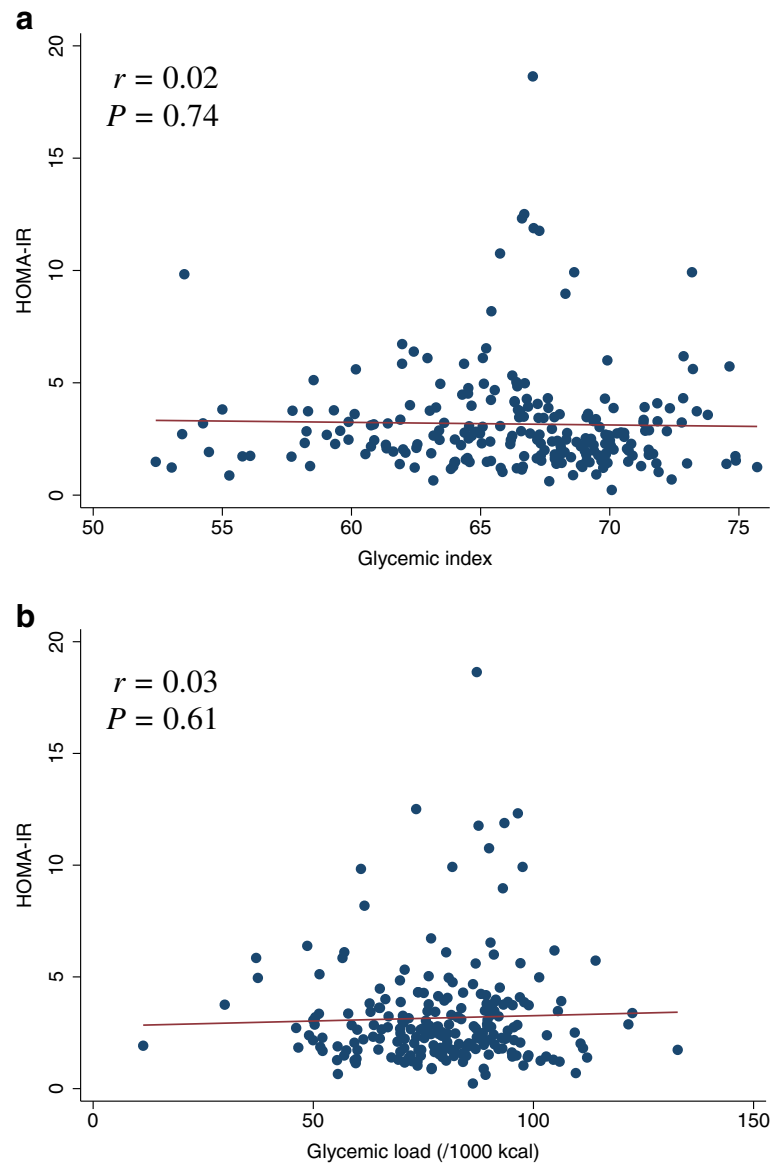 a
r = 0.02
P = 0.74
20
15
10
5
0
HOMA-IR
50 55 60 65 70 75
Glycemic index
b
r = 0.03
P = 0.61
20
15
10
5
0
HOMA-IR
0 50 100 150
Glycemic load (/1000 kcal)